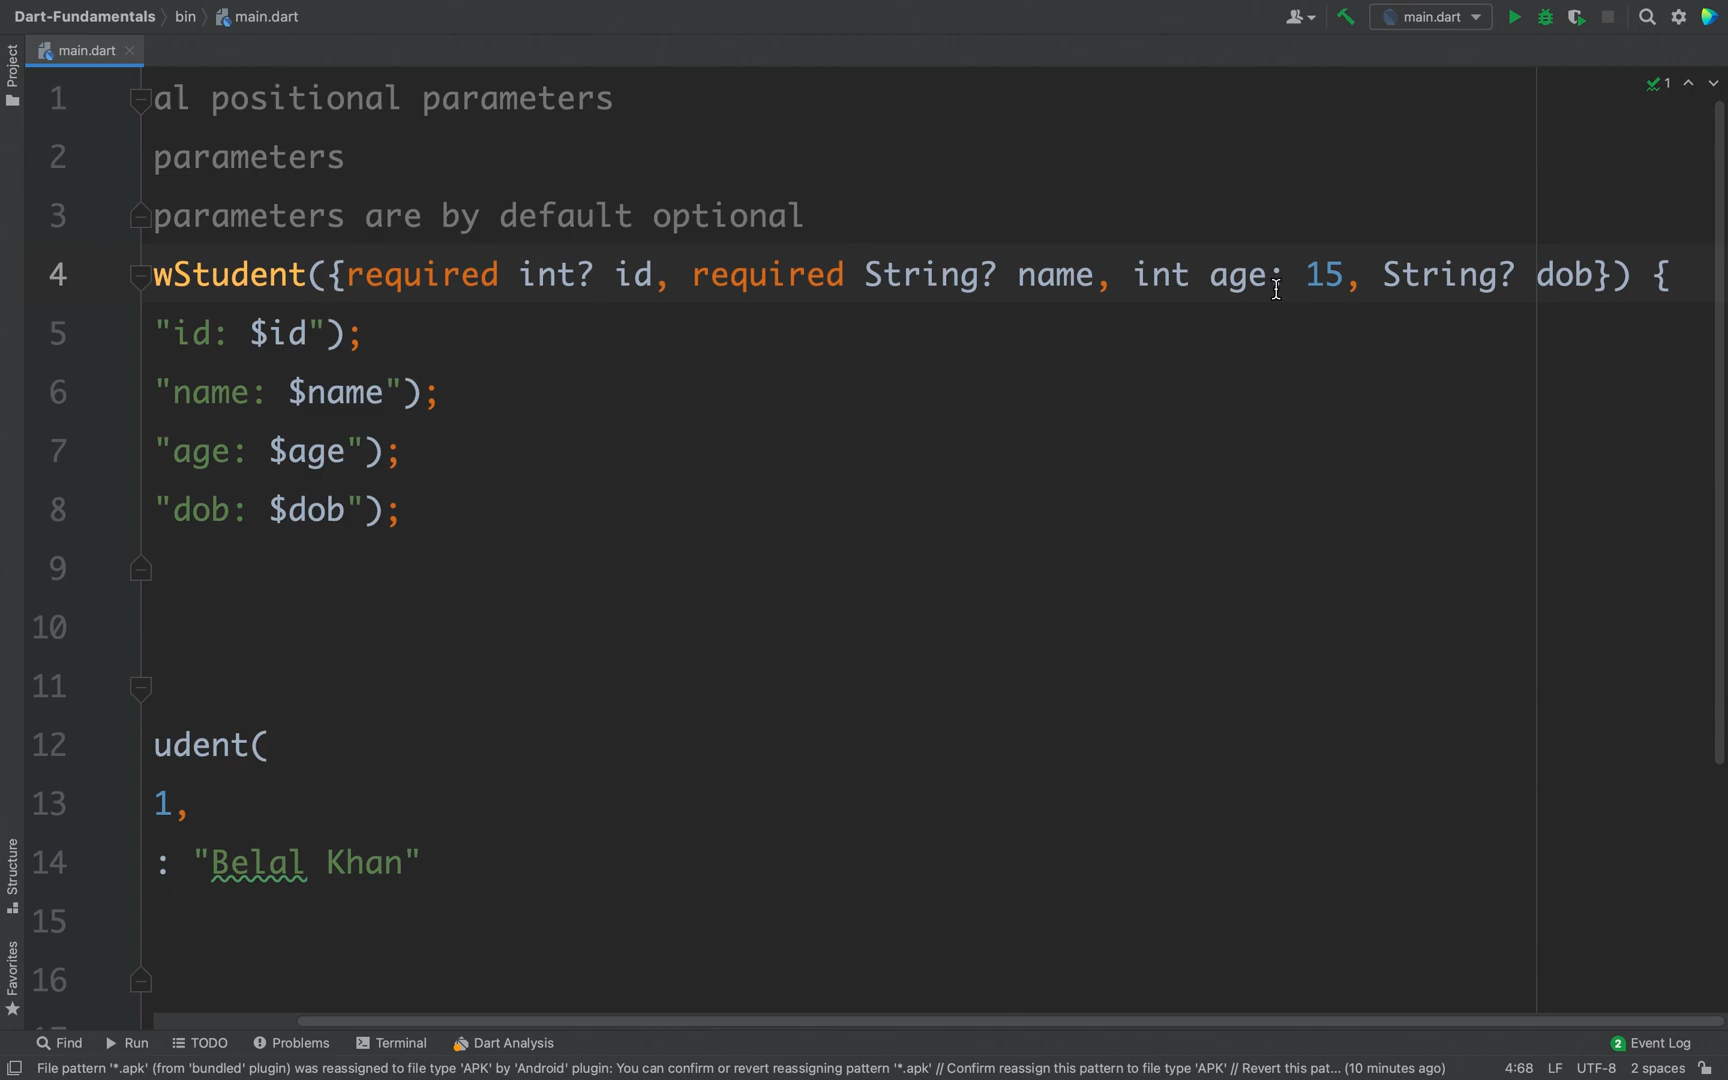 Dart-Fundamentals bin main.dart main.dart
main.dart
Project
1
1 al positional parameters
2 parameters
3 parameters are by default optional
4 wStudent({required int? id, required String? name, int age: 15, String? dob}) {
5 "id: $id");
6 "name: $name");
7 "age: $age");
8 "dob: $dob");
9
10
11
12 udent(
13 1,
14 : "Belal Khan"
15
16
Structure
Favorites
Find Run TODO Problems Terminal Dart Analysis 2 Event Log
File pattern '*.apk' (from 'bundled' plugin) was reassigned to file type 'APK' by 'Android' plugin: You can confirm or revert reassigning pattern '*.apk' // Confirm reassign this pattern to file type 'APK' // Revert this pat... (10 minutes ago) 4:68 LF UTF-8 2 spaces